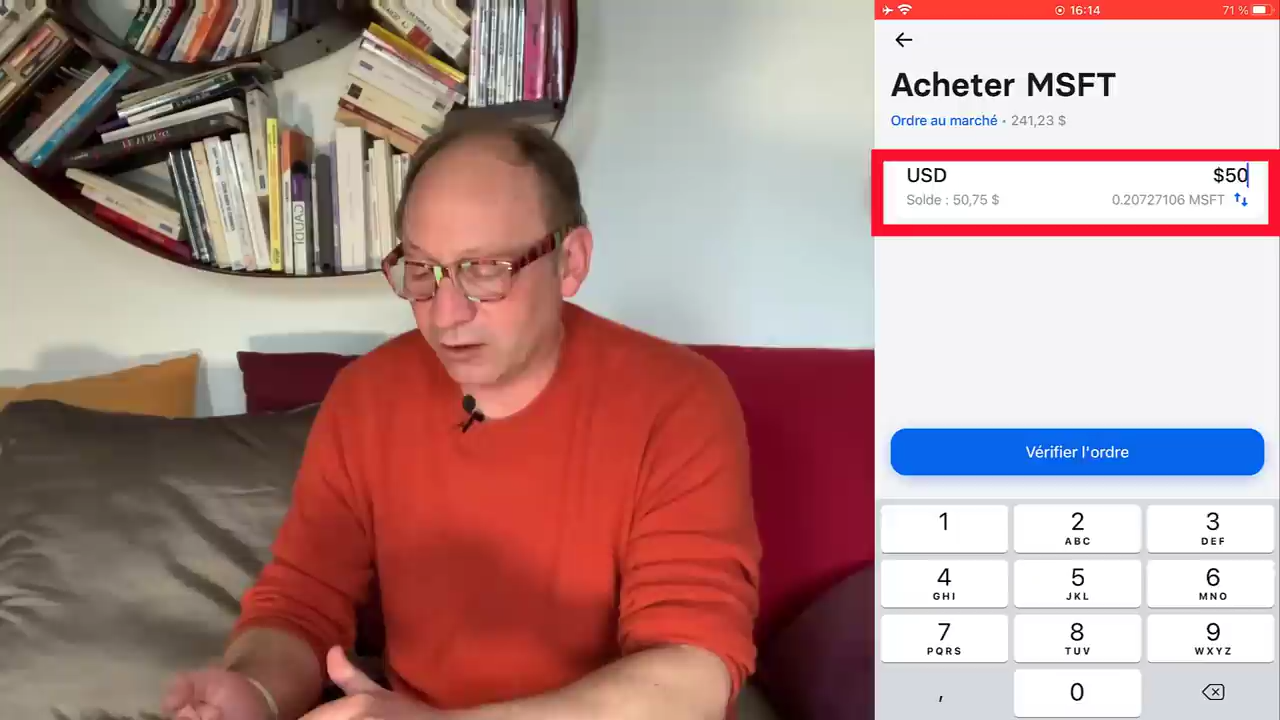 16:14
71 %
Acheter MSFT
Ordre au marché • 241,23 $
USD
$50
Solde : 50,75 $
0.20727106 MSFT
Vérifier l'ordre
1
2
ABC
3
DEF
4
GHI
5
JKL
6
MNO
7
PQRS
8
TUV
9
WXYZ
,
0